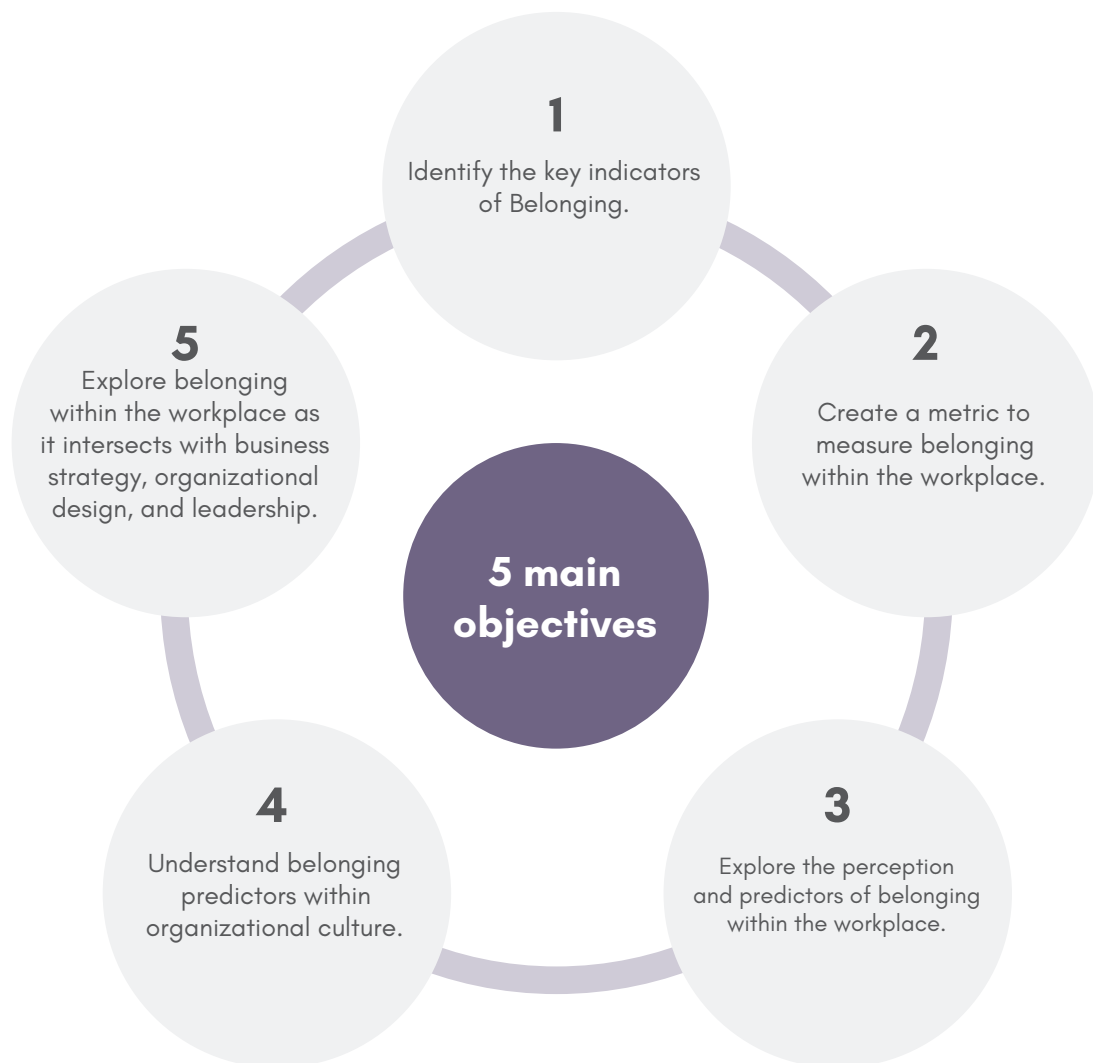 1
Identify the key indicators
of Belonging.
2
Create a metric to
measure belonging
within the workplace.
3
Explore the perception
and predictors of belonging
within the workplace.
4
Understand belonging
predictors within
organizational culture.
5
Explore belonging
within the workplace as
it intersects with business
strategy, organizational
design, and leadership.
5 main
objectives